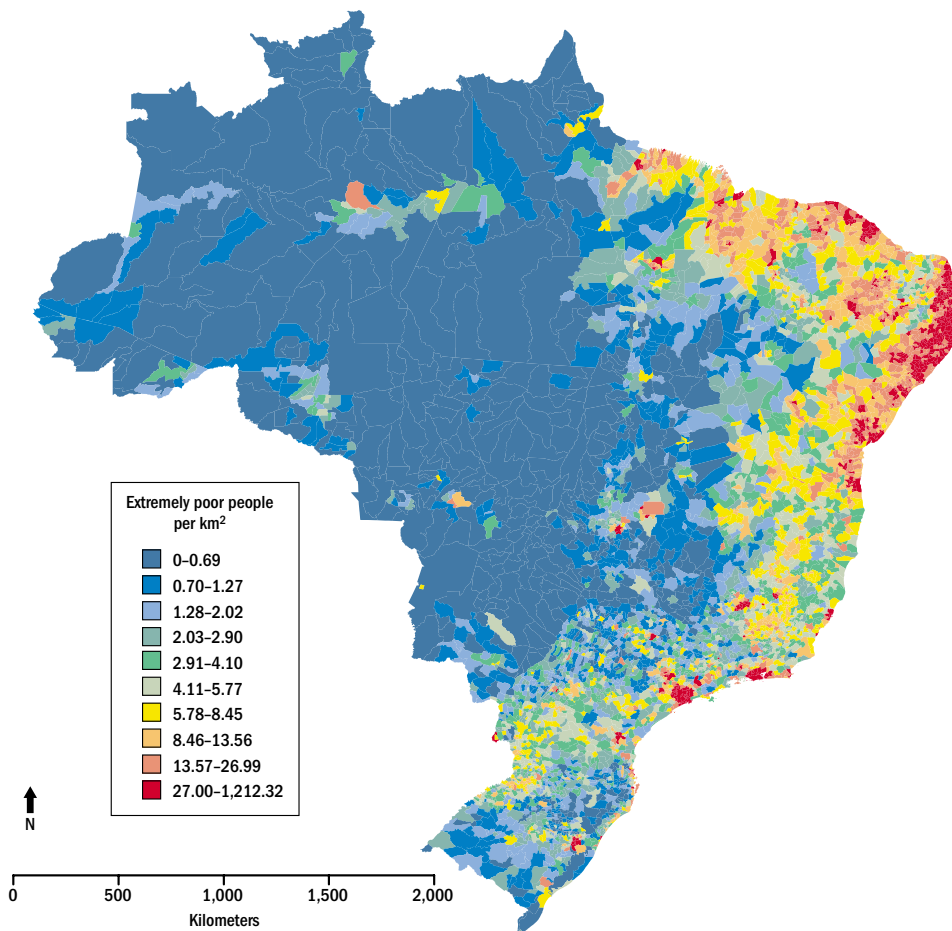 Extremely poor people
per km²
0–0.69
0.70–1.27
1.28–2.02
2.03–2.90
2.91–4.10
4.11–5.77
5.78–8.45
8.46–13.56
13.57–26.99
27.00–1,212.32
N
0 500 1,000 1,500 2,000
Kilometers